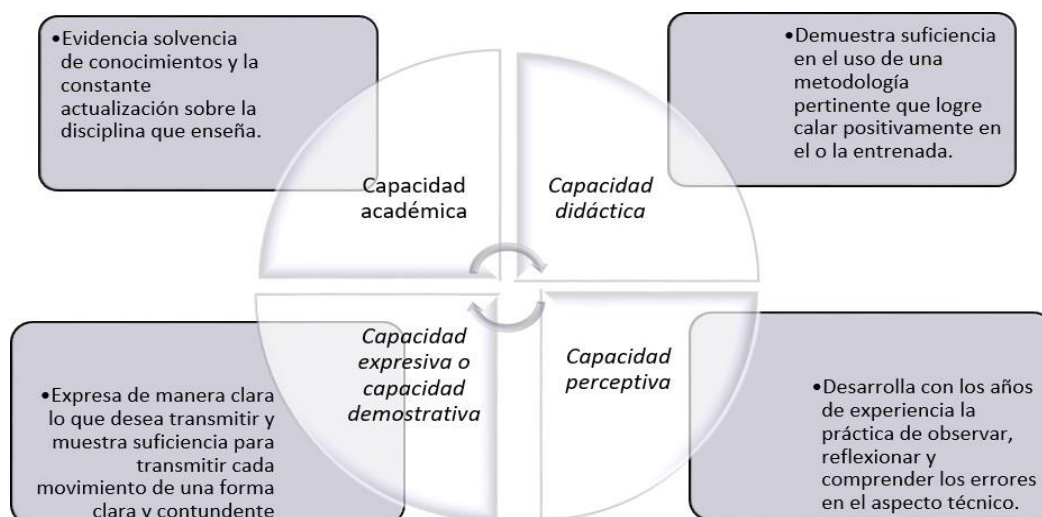 •Evidencia solvencia
de conocimientos y la
constante
actualización sobre la
disciplina que enseña.
•Demuestra suficiencia
en el uso de una
metodología
pertinente que logre
calar positivamente en
el o la entrenada.
Capacidad
académica
Capacidad
didáctica
Capacidad
expresiva o
capacidad
demostrativa
Capacidad
perceptiva
•Expresa de manera clara
lo que desea transmitir y
muestra suficiencia para
transmitir cada
movimiento de una forma
clara y contundente
•Desarrolla con los años
de experiencia la
práctica de observar,
reflexionar y
comprender los errores
en el aspecto técnico.